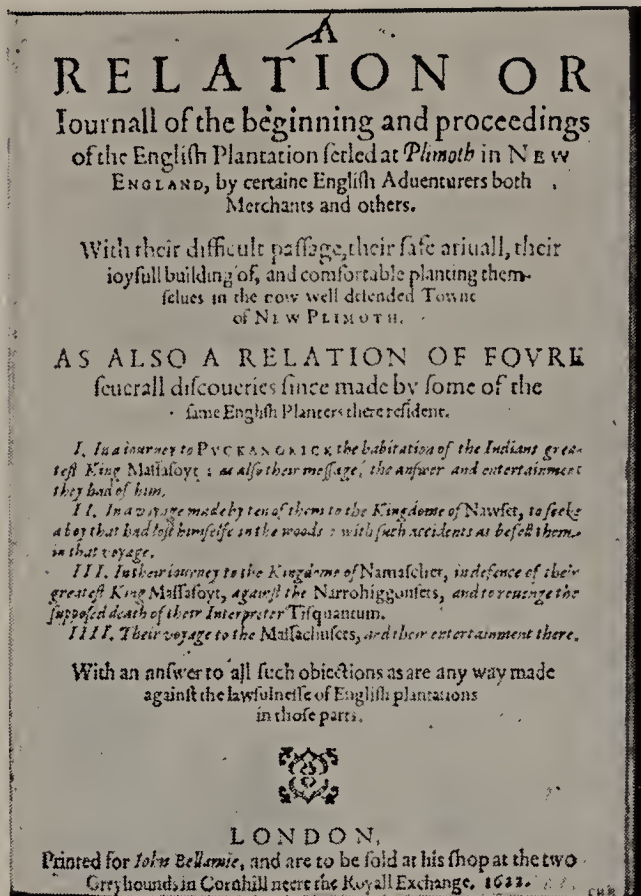 A
RELATION OR
Iournall of the beginning and proceedings
of the Engliſh Plantation ſetled at Plimoth in NEW
ENGLAND, by certaine Engliſh Aduenturers both
Merchants and others.
With their difficult paſſage, their ſafe ariuall, their
ioyfull building of, and comfortable planting them-
ſelues in the now well defended Towne
of NEW PLIMOTH.
AS ALSO A RELATION OF FOVRE
ſeuerall diſcoueries ſince made by ſome of the
ſame Engliſh Planters there reſident.
I. In a iourney to PVCKANOKICK the habitation of the Indians grea-
teſt King Maſſaſoyt : as alſo their meſſage, the anſwer and entertainment
they had of him.
II. In a voyage made by ten of them to the Kingdome of Nawſet, to ſeeke
a boy that had loſt himſelfe in the woods : with ſuch accidents as befell them
in that voyage.
III. In their iourney to the Kingdome of Namaſchet, in defence of their
greateſt King Maſſaſoyt, againſt the Narrohiggonſets, and to reuenge the
ſuppoſed death of their Interpreter Tiſquantum.
IIII. Their voyage to the Maſſachuſets, and their entertainment there.
With an anſwer to all ſuch obiections as are any way made
againſt the lawfulneſſe of Engliſh plantations
in thoſe parts.
LONDON,
Printed for Iohn Bellamie, and are to be ſold at his ſhop at the two
Greyhounds in Cornhill neere the Royall Exchange. 1622.